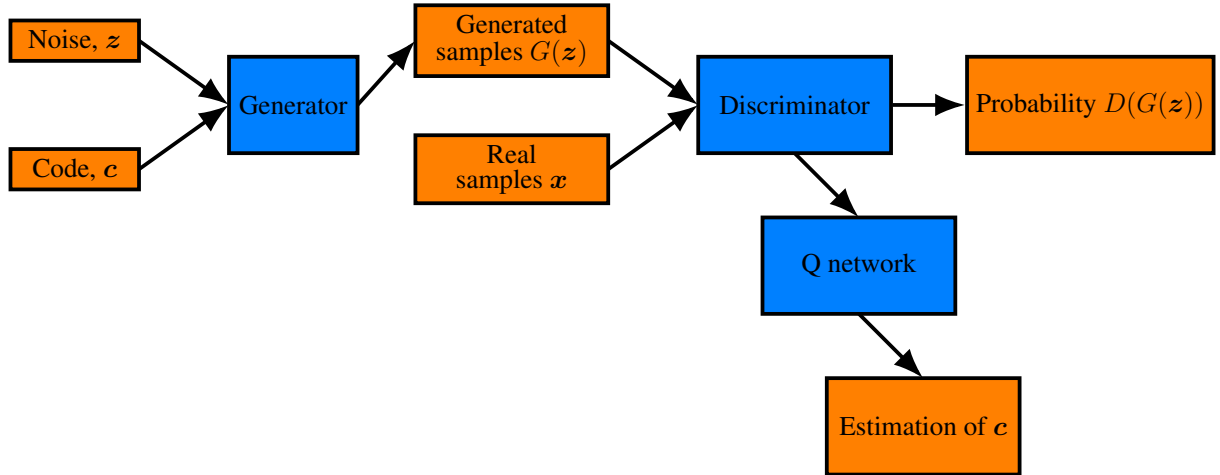 Noise, z
Code, c
Generator
Generated
samples G(z)
Real
samples x
Discriminator
Probability D(G(z))
Q network
Estimation of c